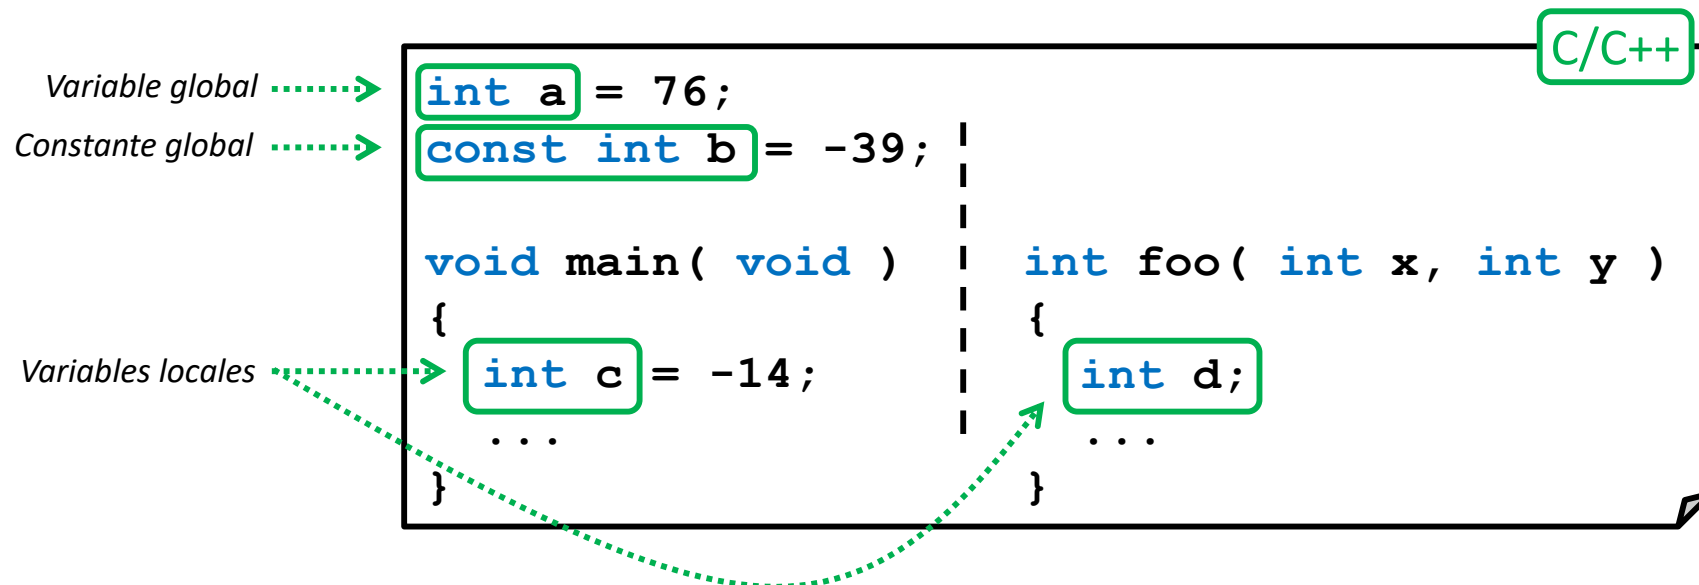 C/C++
Variable global
int a = 76;
Constante global
const int b = -39;
void main( void )
{
Variables locales
int c = -14;
...
}
int foo( int x, int y )
{
int d;
...
}